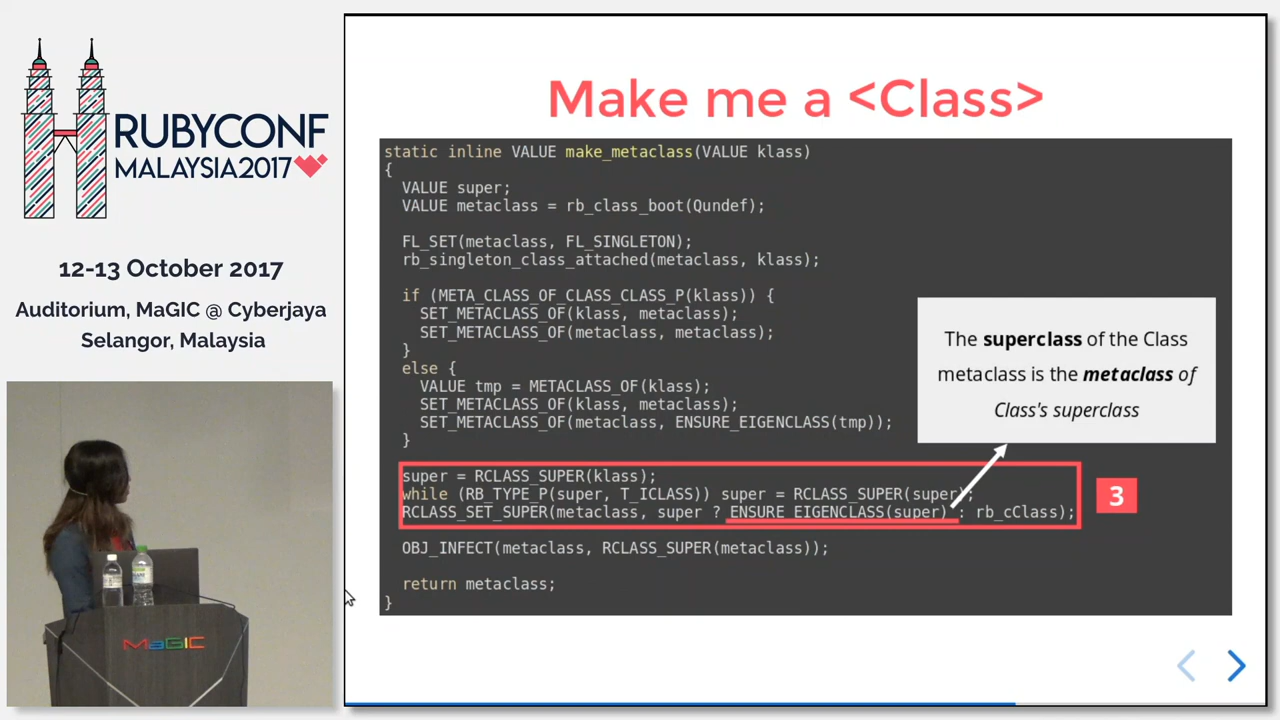 RUBYCONF
MALAYSIA2017
12-13 October 2017
Auditorium, MaGIC @ Cyberjaya
Selangor, Malaysia
MaGIC
Make me a <Class>
static inline VALUE make_metaclass(VALUE klass)
{
  VALUE super;
  VALUE metaclass = rb_class_boot(Qundef);
  FL_SET(metaclass, FL_SINGLETON);
  rb_singleton_class_attached(metaclass, klass);
  if (META_CLASS_OF_CLASS_CLASS_P(klass)) {
    SET_METACLASS_OF(klass, metaclass);
    SET_METACLASS_OF(metaclass, metaclass);
  }
  else {
    VALUE tmp = METACLASS_OF(klass);
    SET_METACLASS_OF(klass, metaclass);
    SET_METACLASS_OF(metaclass, ENSURE_EIGENCLASS(tmp));
  }
  super = RCLASS_SUPER(klass);
  while (RB_TYPE_P(super, T_ICLASS)) super = RCLASS_SUPER(super);
  RCLASS_SET_SUPER(metaclass, super ? ENSURE_EIGENCLASS(super) : rb_cClass);
  OBJ_INFECT(metaclass, RCLASS_SUPER(metaclass));
  return metaclass;
}
The superclass of the Class
metaclass is the metaclass of
Class's superclass
3